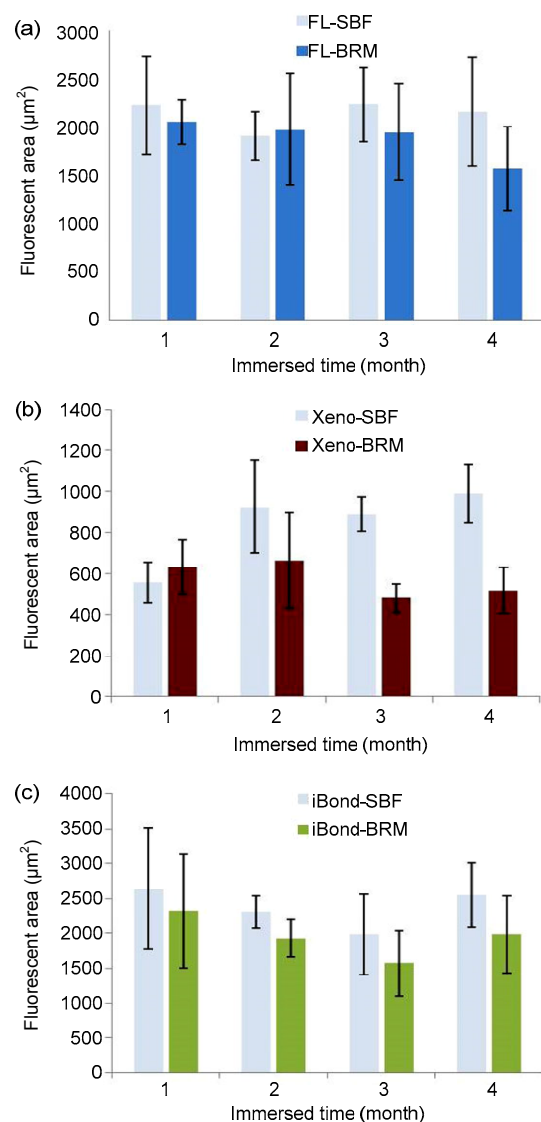 (a)
FL-SBF
FL-BRM
Fluorescent area (µm²)
3000
2500
2000
1500
1000
500
0
1 2 3 4
Immersed time (month)
(b)
Xeno-SBF
Xeno-BRM
Fluorescent area (µm²)
1400
1200
1000
800
600
400
200
0
1 2 3 4
Immersed time (month)
(c)
iBond-SBF
iBond-BRM
Fluorescent area (µm²)
4000
3500
3000
2500
2000
1500
1000
500
0
1 2 3 4
Immersed time (month)